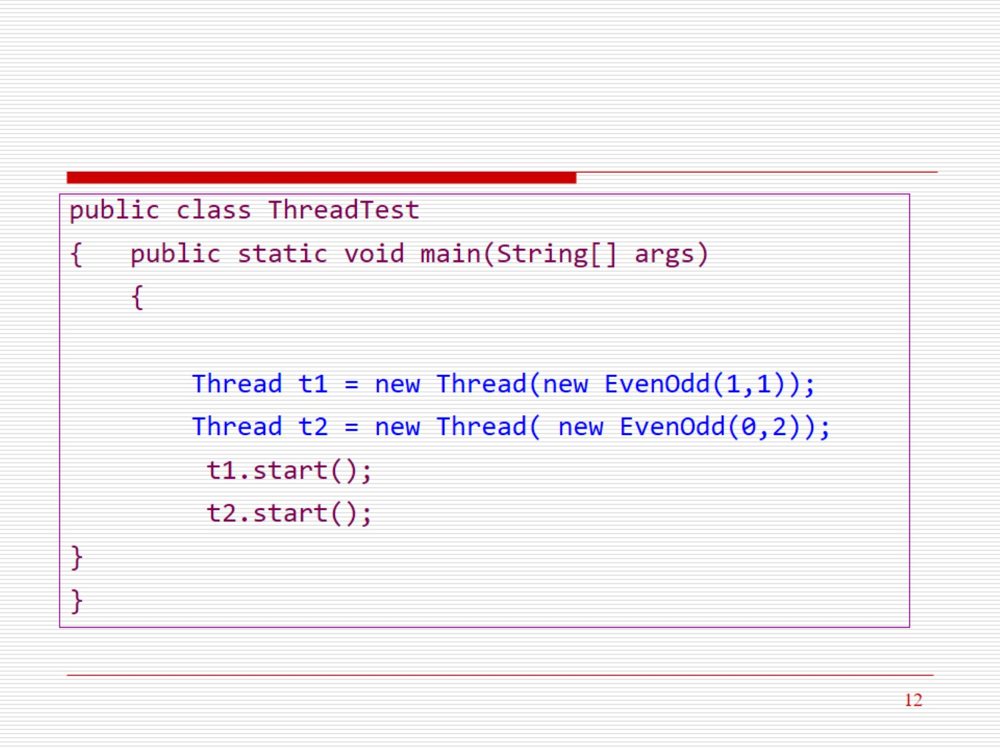 public class ThreadTest
{   public static void main(String[] args)
    {
        Thread t1 = new Thread(new EvenOdd(1,1));
        Thread t2 = new Thread( new EvenOdd(0,2));
         t1.start();
         t2.start();
}
}
12